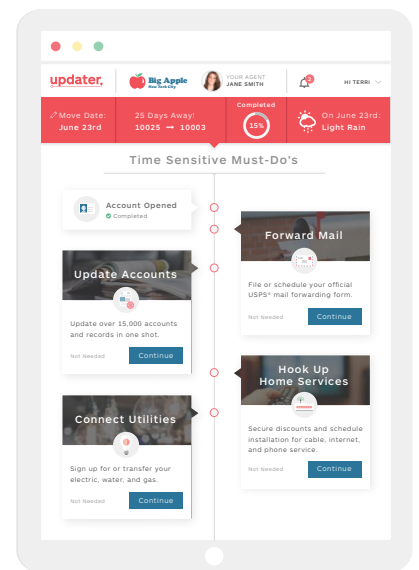 updater.
Big Apple
New York City
YOUR AGENT
JANE SMITH
2
HI TERRI
Move Date:
June 23rd
25 Days Away!
10025 → 10003
Completed
15%
On June 23rd:
Light Rain
Time Sensitive Must-Do's
Account Opened
Completed
Forward Mail
File or schedule your official
USPS® mail forwarding form.
Not Needed
Continue
Update Accounts
Update over 15,000 accounts
and records in one shot.
Not Needed
Continue
Hook Up
Home Services
Secure discounts and schedule
installation for cable, internet,
and phone service.
Not Needed
Continue
Connect Utilities
Sign up for or transfer your
electric, water, and gas.
Not Needed
Continue